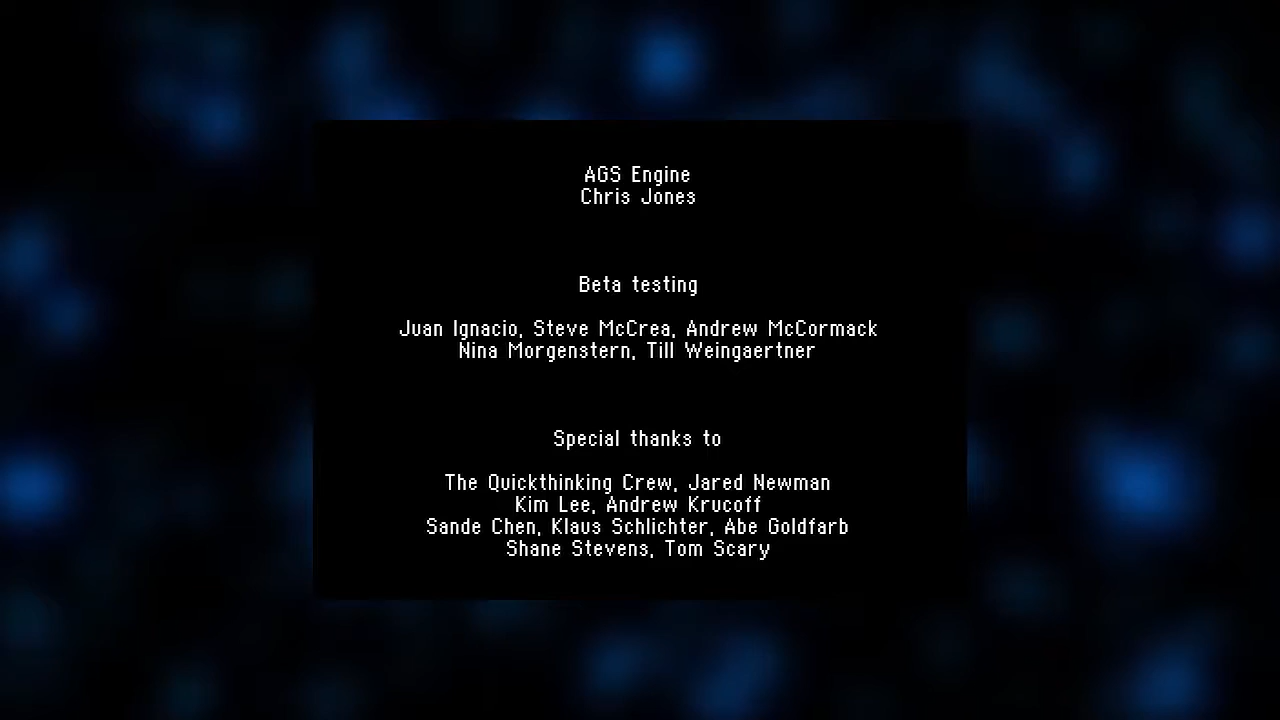 AGS Engine
Chris Jones
Beta testing
Juan Ignacio, Steve McCrea, Andrew McCormack
Nina Morgenstern, Till Weingaertner
Special thanks to
The Quickthinking Crew, Jared Newman
Kim Lee, Andrew Krucoff
Sande Chen, Klaus Schlichter, Abe Goldfarb
Shane Stevens, Tom Scary